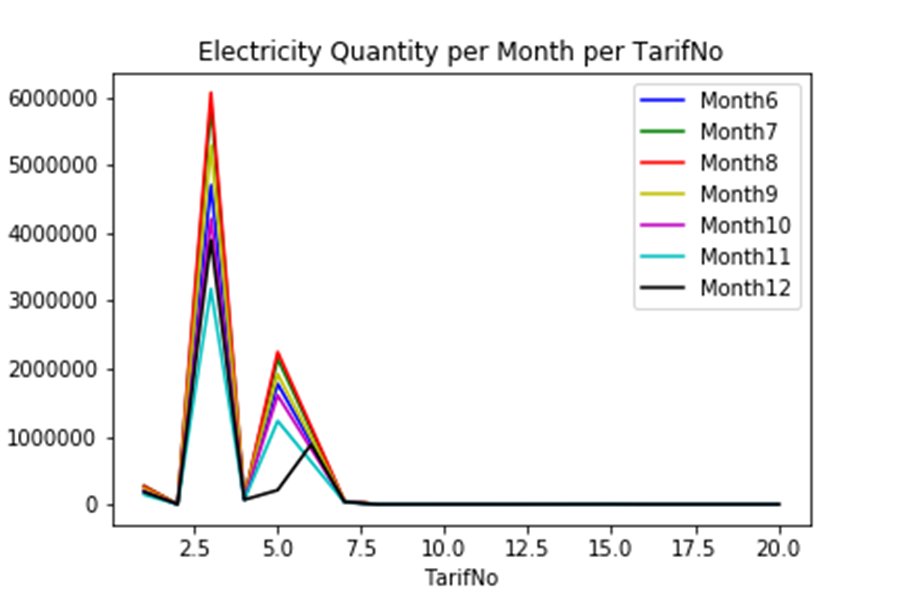 Electricity Quantity per Month per TarifNo
6000000
5000000
4000000
3000000
2000000
1000000
0
Month6
Month7
Month8
Month9
Month10
Month11
Month12
2.5 5.0 7.5 10.0 12.5 15.0 17.5 20.0
TarifNo